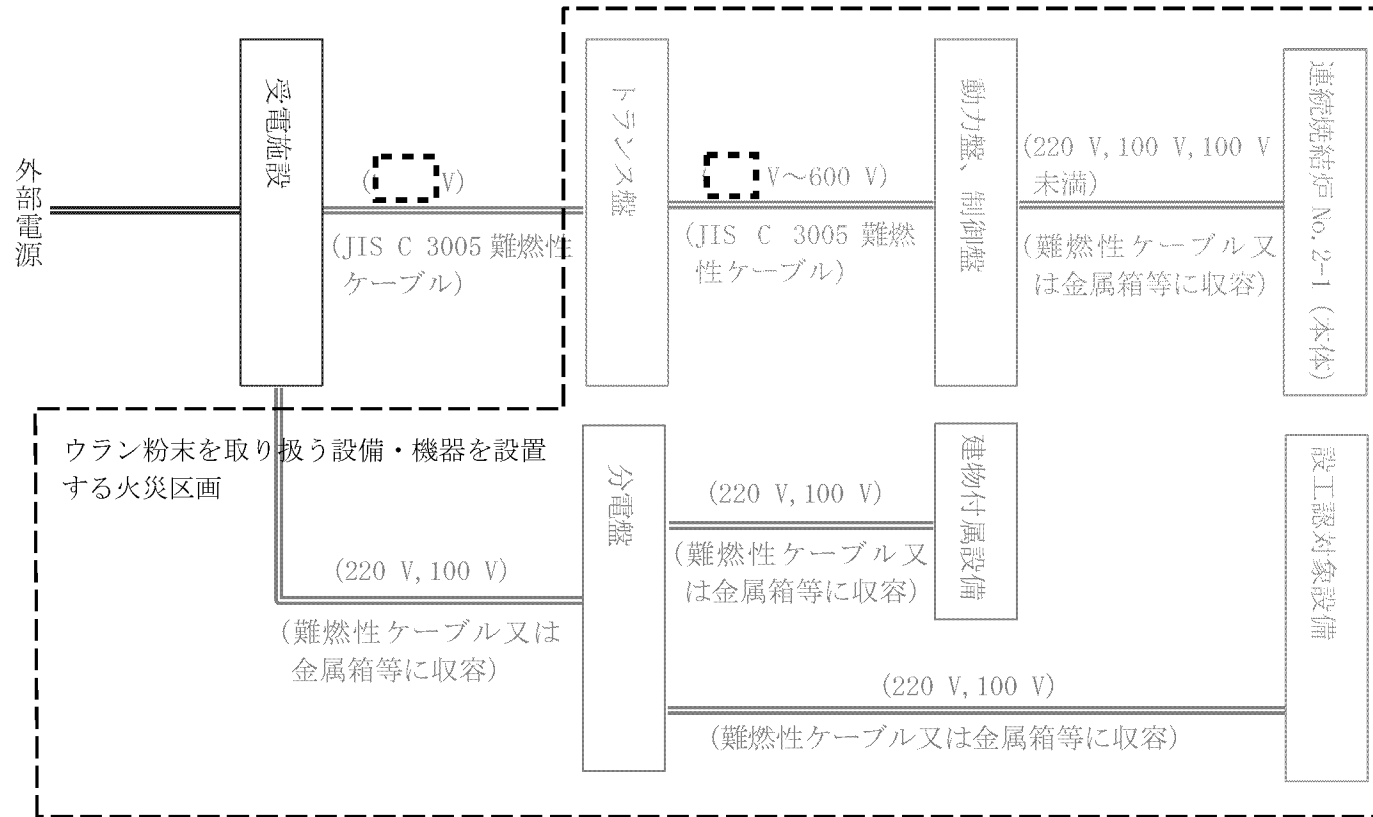 外部電源
受電施設
( V)
(JIS C 3005 難燃性
ケーブル)
トランス盤
( V～600 V)
(JIS C 3005 難燃
性ケーブル)
動力盤、制御盤
(220 V, 100 V, 100 V
未満)
(難燃性ケーブル又
は金属箱等に収容)
連続焼結炉 No. 2-1 (本体)
ウラン粉末を取り扱う設備・機器を設置
する火災区画
(220 V, 100 V)
(難燃性ケーブル又は
金属箱等に収容)
分電盤
(220 V, 100 V)
(難燃性ケーブル又
は金属箱等に収容)
建物付属設備
(220 V, 100 V)
(難燃性ケーブル又は金属箱等に収容)
設工認対象設備